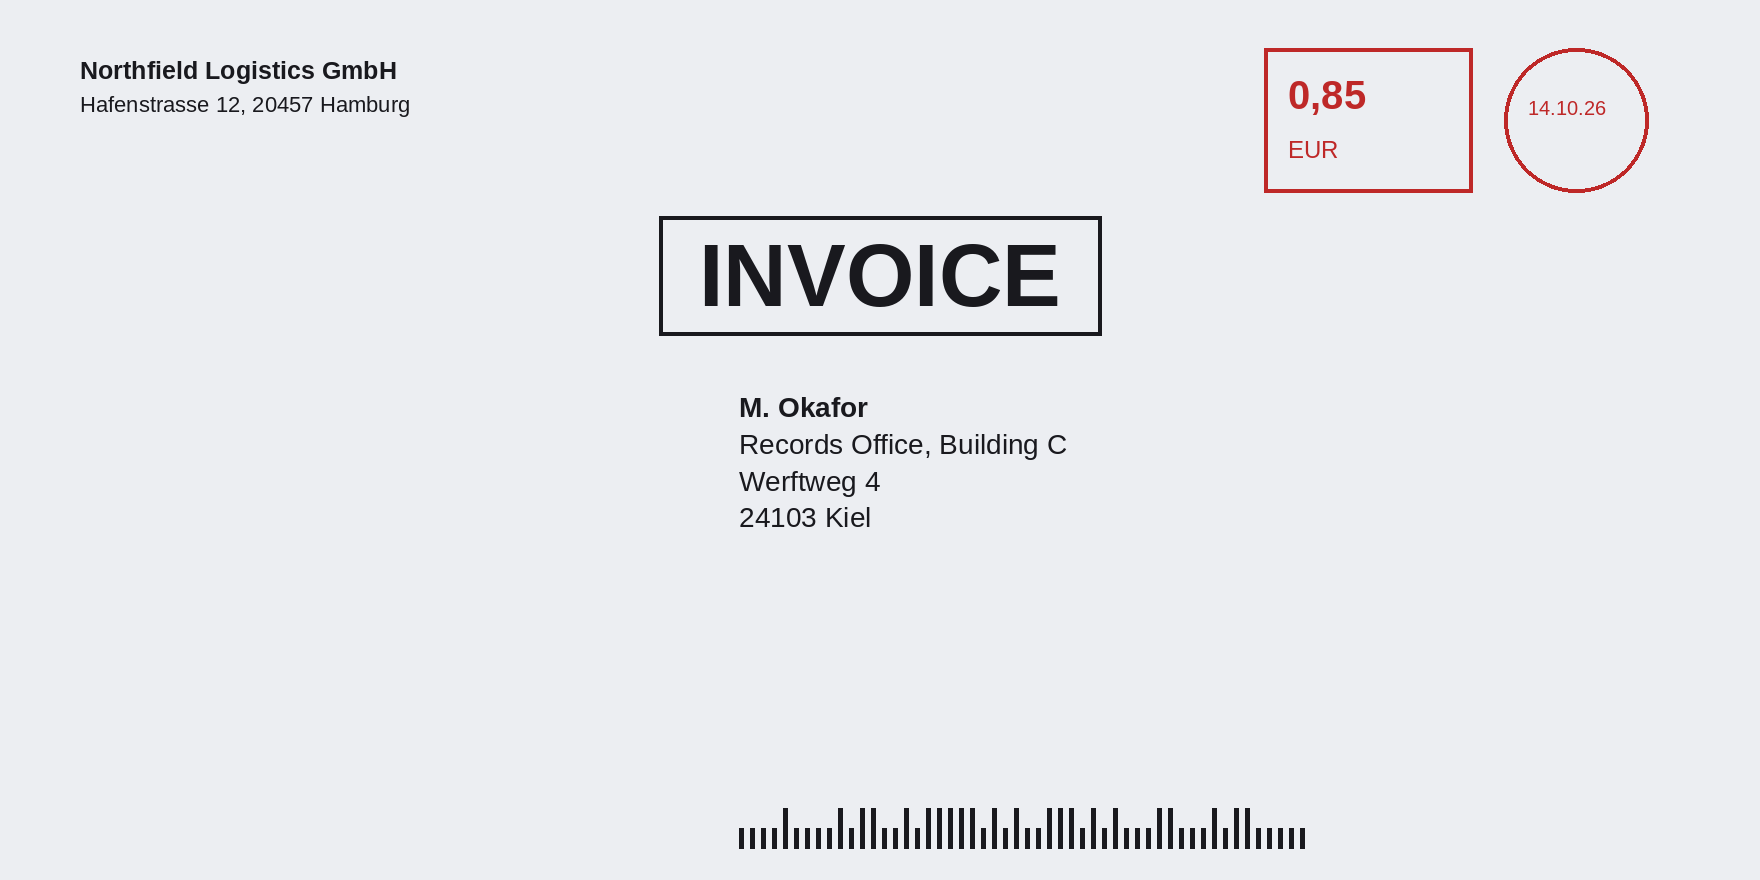 Northfield Logistics GmbH
Hafenstrasse 12, 20457 Hamburg
0,85
EUR
14.10.26
INVOICE
M. Okafor
Records Office, Building C
Werftweg 4
24103 Kiel